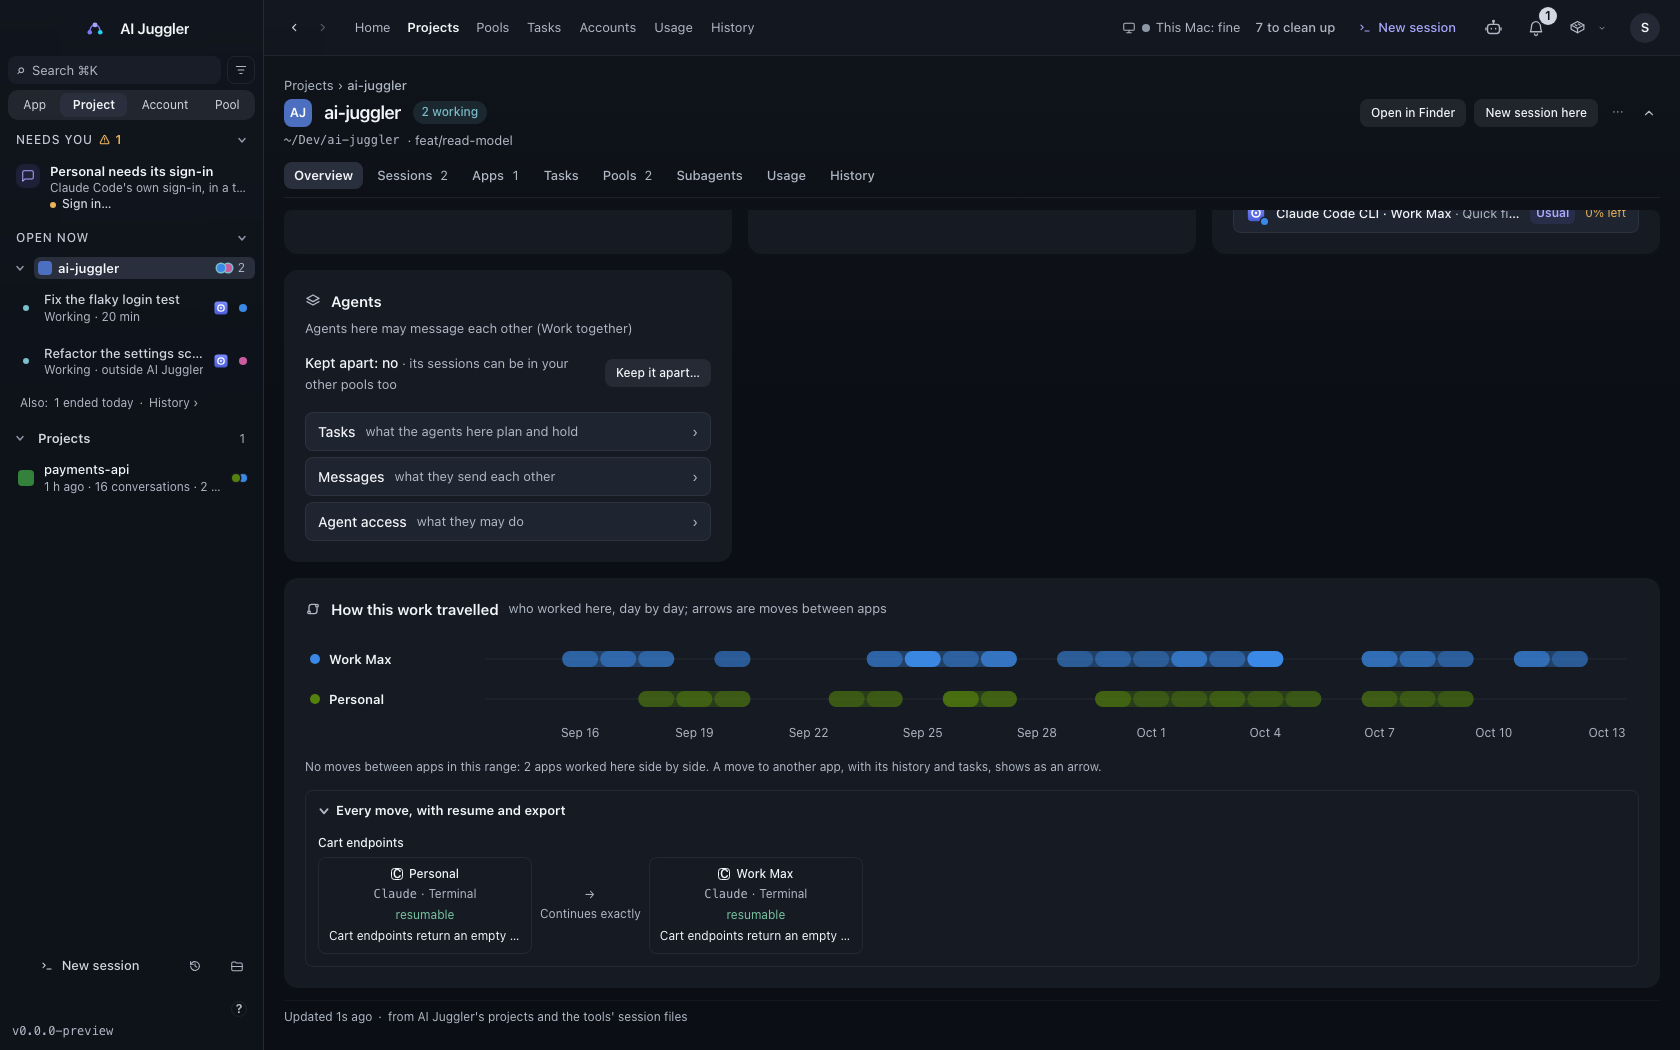 AI Juggler
Search ⌘K
App Project Account Pool
NEEDS YOU 1
Personal needs its sign-in
Claude Code's own sign-in, in a t...
Sign in...
OPEN NOW
ai-juggler 2
Fix the flaky login test
Working · 20 min
Refactor the settings sc...
Working · outside AI Juggler
Also: 1 ended today · History ›
Projects 1
payments-api
1 h ago · 16 conversations · 2 ...
New session
?
v0.0.0-preview
‹ › Home Projects Pools Tasks Accounts Usage History
This Mac: fine 7 to clean up New session 1 S
Projects › ai-juggler
AJ ai-juggler 2 working
Open in Finder New session here ...
~/Dev/ai-juggler · feat/read-model
Overview Sessions 2 Apps 1 Tasks Pools 2 Subagents Usage History
Claude Code CLI · Work Max · Quick fi... Usual 0% left
Agents
Agents here may message each other (Work together)
Kept apart: no · its sessions can be in your
other pools too
Keep it apart...
Tasks what the agents here plan and hold ›
Messages what they send each other ›
Agent access what they may do ›
How this work travelled who worked here, day by day; arrows are moves between apps
Work Max
Personal
Sep 16 Sep 19 Sep 22 Sep 25 Sep 28 Oct 1 Oct 4 Oct 7 Oct 10 Oct 13
No moves between apps in this range: 2 apps worked here side by side. A move to another app, with its history and tasks, shows as an arrow.
Every move, with resume and export
Cart endpoints
Personal
Claude · Terminal
resumable
Cart endpoints return an empty ...
→
Continues exactly
Work Max
Claude · Terminal
resumable
Cart endpoints return an empty ...
Updated 1s ago · from AI Juggler's projects and the tools' session files